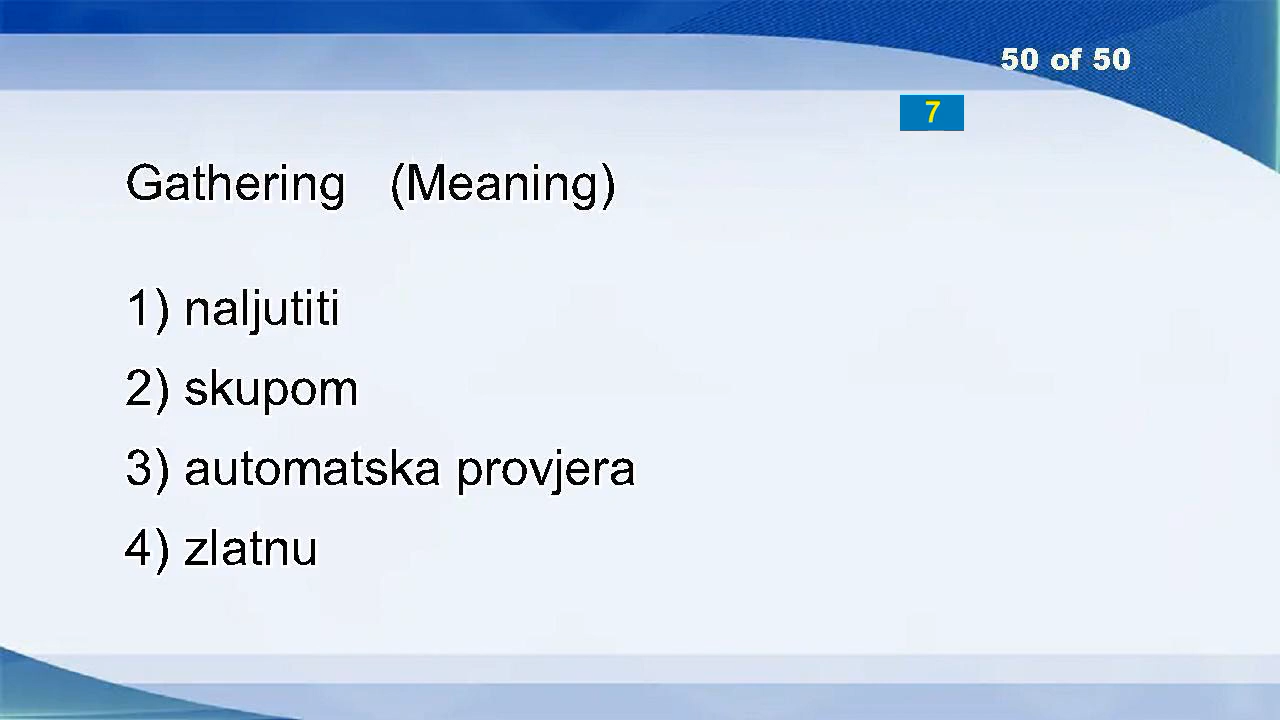 50 of 50
7
Gathering (Meaning)
1) naljutiti
2) skupom
3) automatska provjera
4) zlatnu